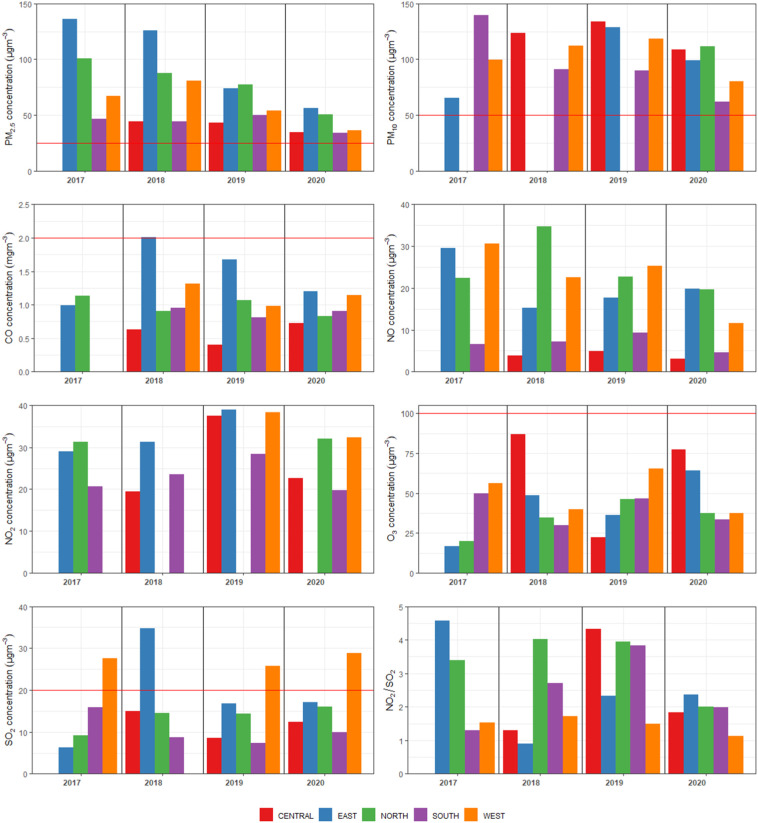 PM2.5 concentration (μgm−3)
150
100
50
0
2017 2018 2019 2020
PM10 concentration (μgm−3)
150
100
50
0
2017 2018 2019 2020
CO concentration (mgm−3)
2.5
2.0
1.5
1.0
0.5
0.0
2017 2018 2019 2020
NO concentration (μgm−3)
40
30
20
10
0
2017 2018 2019 2020
NO2 concentration (μgm−3)
40
30
20
10
0
2017 2018 2019 2020
O3 concentration (μgm−3)
100
75
50
25
0
2017 2018 2019 2020
SO2 concentration (μgm−3)
40
30
20
10
0
2017 2018 2019 2020
NO2/SO2
5
4
3
2
1
0
2017 2018 2019 2020
CENTRAL EAST NORTH SOUTH WEST